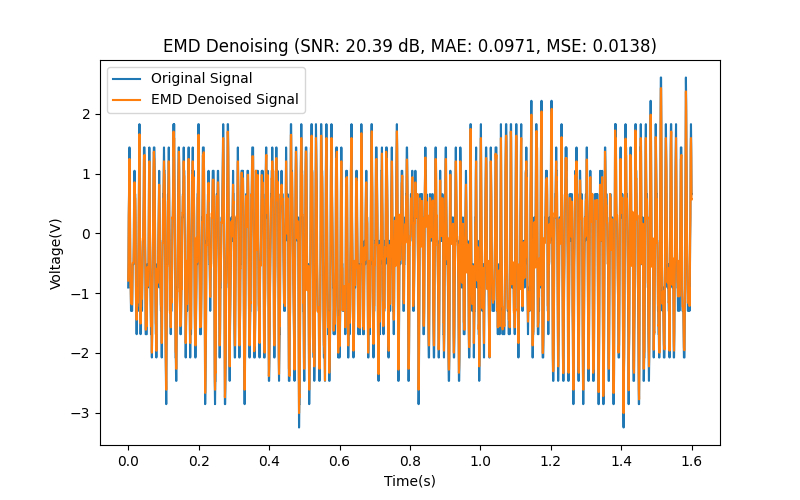 EMD Denoising (SNR: 20.39 dB, MAE: 0.0971, MSE: 0.0138)
Original Signal
EMD Denoised Signal
2
1
0
−1
−2
−3
Voltage(V)
0.0 0.2 0.4 0.6 0.8 1.0 1.2 1.4 1.6
Time(s)